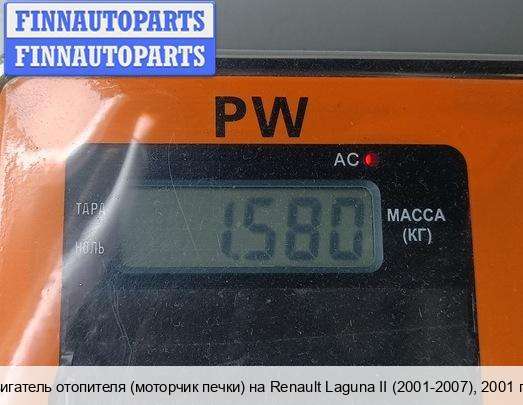 FINNAUTOPARTS
FINNAUTOPARTS
PW
AC
ТАРА
НОЛЬ
1.580
МАССА
(КГ)
отопителя (моторчик печки) на Renault Laguna II (2001-2007), 2001